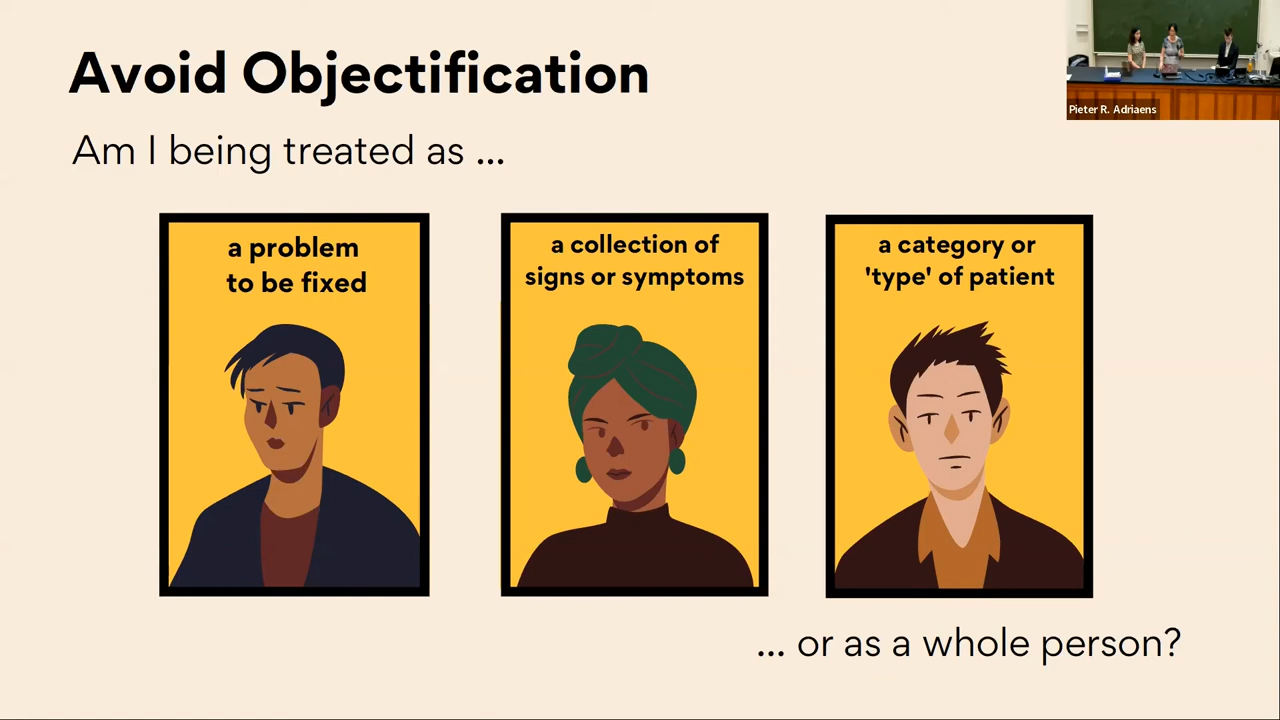 Avoid Objectification
Am I being treated as ...
Pieter R. Adriaens
a problem
to be fixed
a collection of
signs or symptoms
a category or
'type' of patient
... or as a whole person?